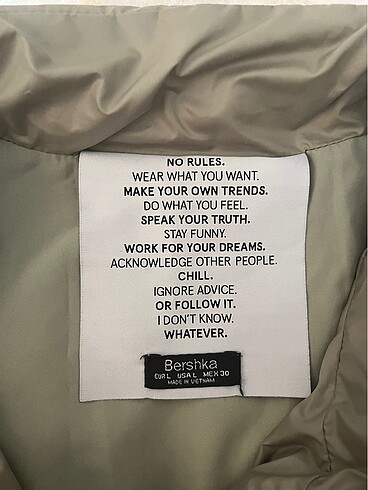 NO RULES.
WEAR WHAT YOU WANT.
MAKE YOUR OWN TRENDS.
DO WHAT YOU FEEL.
SPEAK YOUR TRUTH.
STAY FUNNY.
WORK FOR YOUR DREAMS.
ACKNOWLEDGE OTHER PEOPLE.
CHILL.
IGNORE ADVICE.
OR FOLLOW IT.
I DON'T KNOW.
WHATEVER.
Bershka
EUR L USA L MEX 30
MADE IN VIETNAM